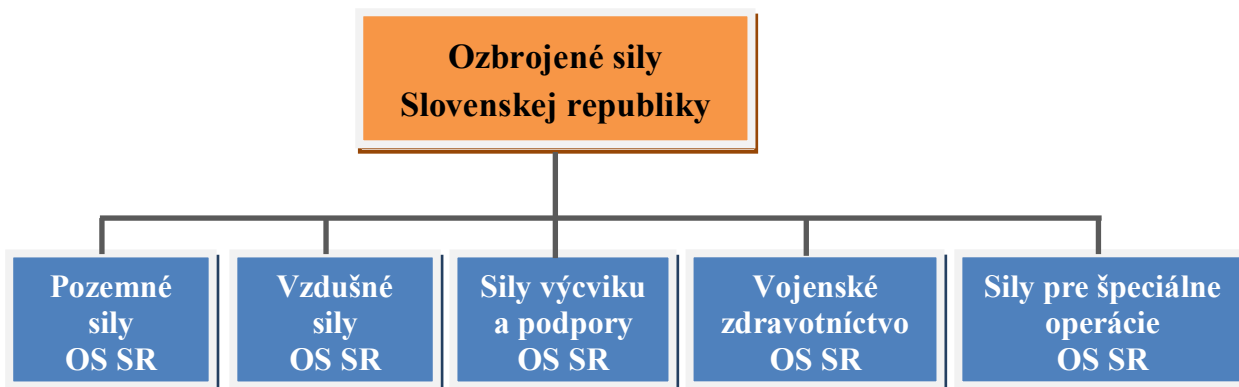 Ozbrojené sily
Slovenskej republiky
Pozemné
sily
OS SR
Vzdušné
sily
OS SR
Sily výcviku
a podpory
OS SR
Vojenské
zdravotníctvo
OS SR
Sily pre špeciálne
operácie
OS SR